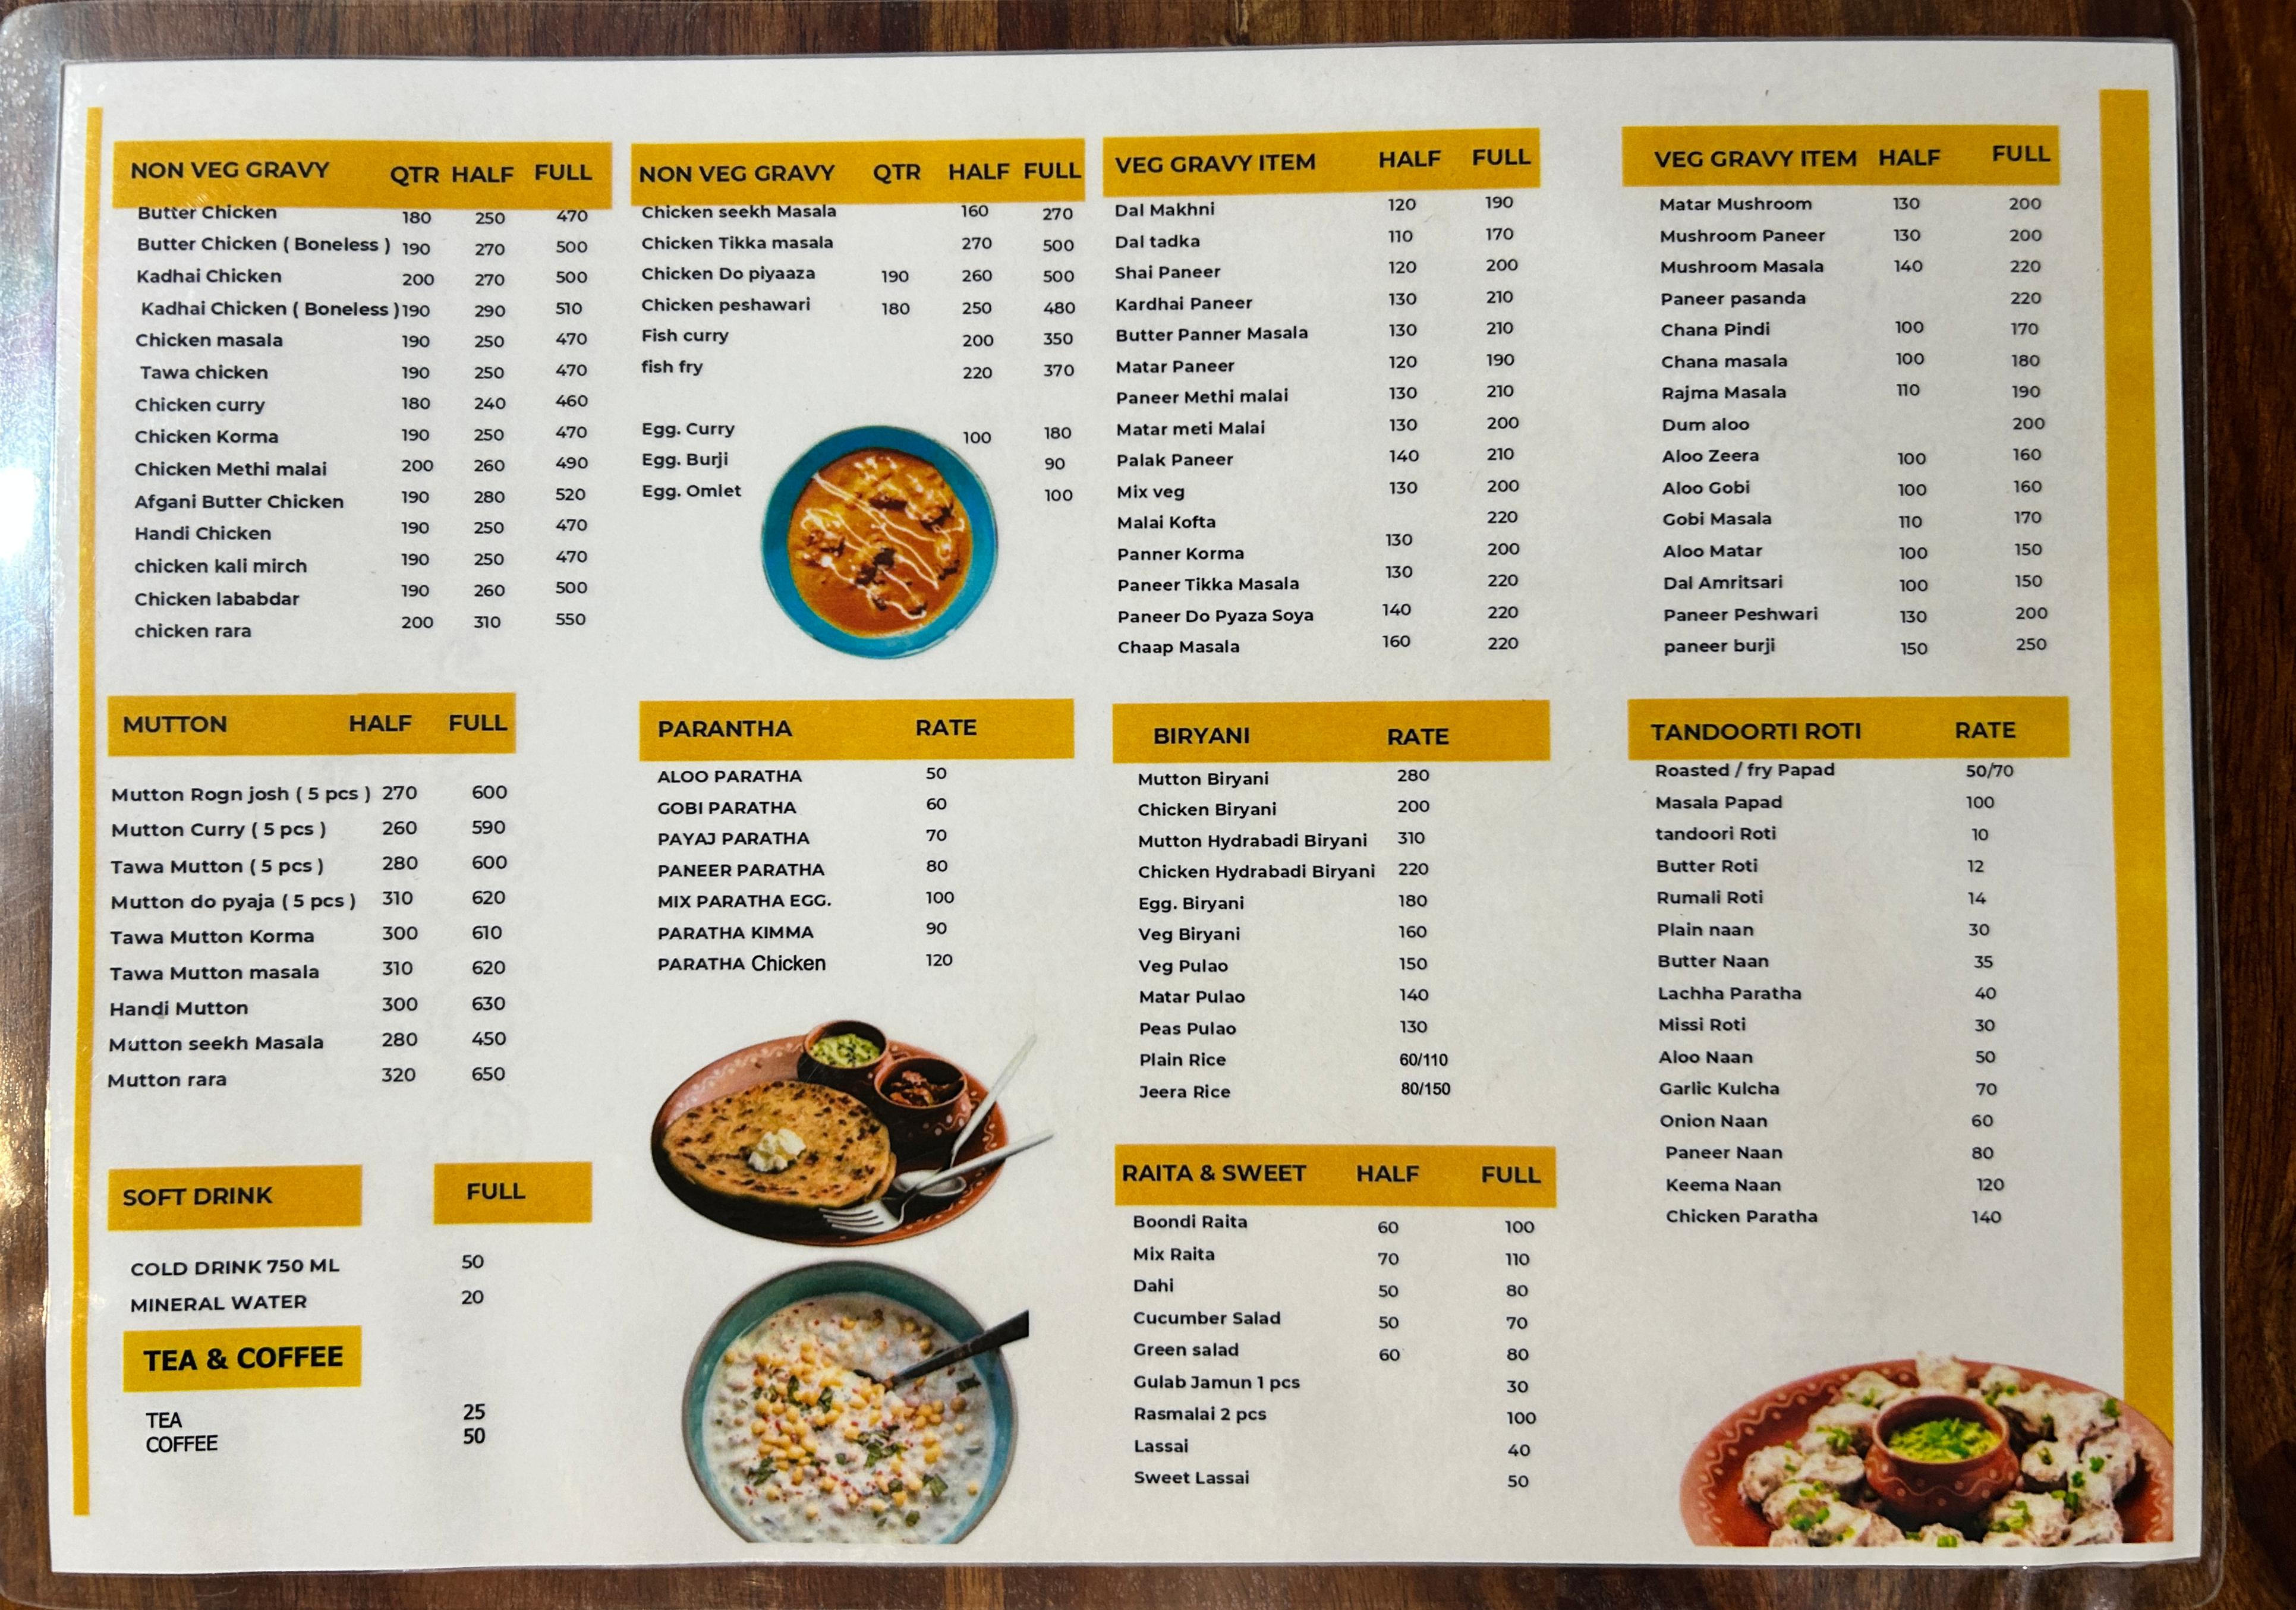 NON VEG GRAVY QTR HALF FULL
Butter Chicken 180 250 470
Butter Chicken ( Boneless ) 190 270 500
Kadhai Chicken 200 270 500
Kadhai Chicken ( Boneless ) 190 290 510
Chicken masala 190 250 470
Tawa chicken 190 250 470
Chicken curry 180 240 460
Chicken Korma 190 250 470
Chicken Methi malai 200 260 490
Afgani Butter Chicken 190 280 520
Handi Chicken 190 250 470
chicken kali mirch 190 250 470
Chicken lababdar 190 260 500
chicken rara 200 310 550
NON VEG GRAVY QTR HALF FULL
Chicken seekh Masala 160 270
Chicken Tikka masala 270 500
Chicken Do piyaaza 190 260 500
Chicken peshawari 180 250 480
Fish curry 200 350
fish fry 220 370
Egg. Curry 100 180
Egg. Burji 90
Egg. Omlet 100
VEG GRAVY ITEM HALF FULL
Dal Makhni 120 190
Dal tadka 110 170
Shai Paneer 120 200
Kardhai Paneer 130 210
Butter Panner Masala 130 210
Matar Paneer 120 190
Paneer Methi malai 130 210
Matar meti Malai 130 200
Palak Paneer 140 210
Mix veg 130 200
Malai Kofta 220
Panner Korma 130 200
Paneer Tikka Masala 130 220
Paneer Do Pyaza Soya 140 220
Chaap Masala 160 220
VEG GRAVY ITEM HALF FULL
Matar Mushroom 130 200
Mushroom Paneer 130 200
Mushroom Masala 140 220
Paneer pasanda 220
Chana Pindi 100 170
Chana masala 100 180
Rajma Masala 110 190
Dum aloo 200
Aloo Zeera 100 160
Aloo Gobi 100 160
Gobi Masala 110 170
Aloo Matar 100 150
Dal Amritsari 100 150
Paneer Peshwari 130 200
paneer burji 150 250
MUTTON HALF FULL
Mutton Rogn josh ( 5 pcs ) 270 600
Mutton Curry ( 5 pcs ) 260 590
Tawa Mutton ( 5 pcs ) 280 600
Mutton do pyaja ( 5 pcs ) 310 620
Tawa Mutton Korma 300 610
Tawa Mutton masala 310 620
Handi Mutton 300 630
Mutton seekh Masala 280 450
Mutton rara 320 650
SOFT DRINK FULL
COLD DRINK 750 ML 50
MINERAL WATER 20
TEA & COFFEE
TEA 25
COFFEE 50
PARANTHA RATE
ALOO PARATHA 50
GOBI PARATHA 60
PAYAJ PARATHA 70
PANEER PARATHA 80
MIX PARATHA EGG. 100
PARATHA KIMMA 90
PARATHA Chicken 120
BIRYANI RATE
Mutton Biryani 280
Chicken Biryani 200
Mutton Hydrabadi Biryani 310
Chicken Hydrabadi Biryani 220
Egg. Biryani 180
Veg Biryani 160
Veg Pulao 150
Matar Pulao 140
Peas Pulao 130
Plain Rice 60/110
Jeera Rice 80/150
RAITA & SWEET HALF FULL
Boondi Raita 60 100
Mix Raita 70 110
Dahi 50 80
Cucumber Salad 50 70
Green salad 60 80
Gulab Jamun 1 pcs 30
Rasmalai 2 pcs 100
Lassai 40
Sweet Lassai 50
TANDOORTI ROTI RATE
Roasted / fry Papad 50/70
Masala Papad 100
tandoori Roti 10
Butter Roti 12
Rumali Roti 14
Plain naan 30
Butter Naan 35
Lachha Paratha 40
Missi Roti 30
Aloo Naan 50
Garlic Kulcha 70
Onion Naan 60
Paneer Naan 80
Keema Naan 120
Chicken Paratha 140